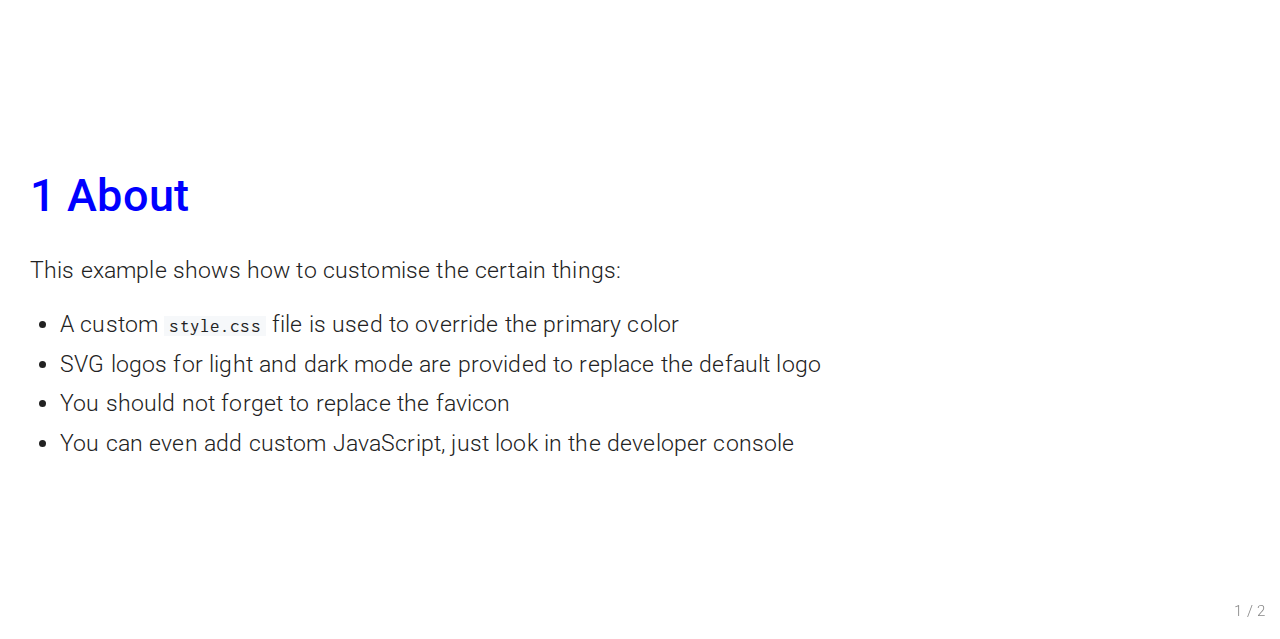 1 About
This example shows how to customise the certain things:
• A custom style.css file is used to override the primary color
• SVG logos for light and dark mode are provided to replace the default logo
• You should not forget to replace the favicon
• You can even add custom JavaScript, just look in the developer console
1 / 2